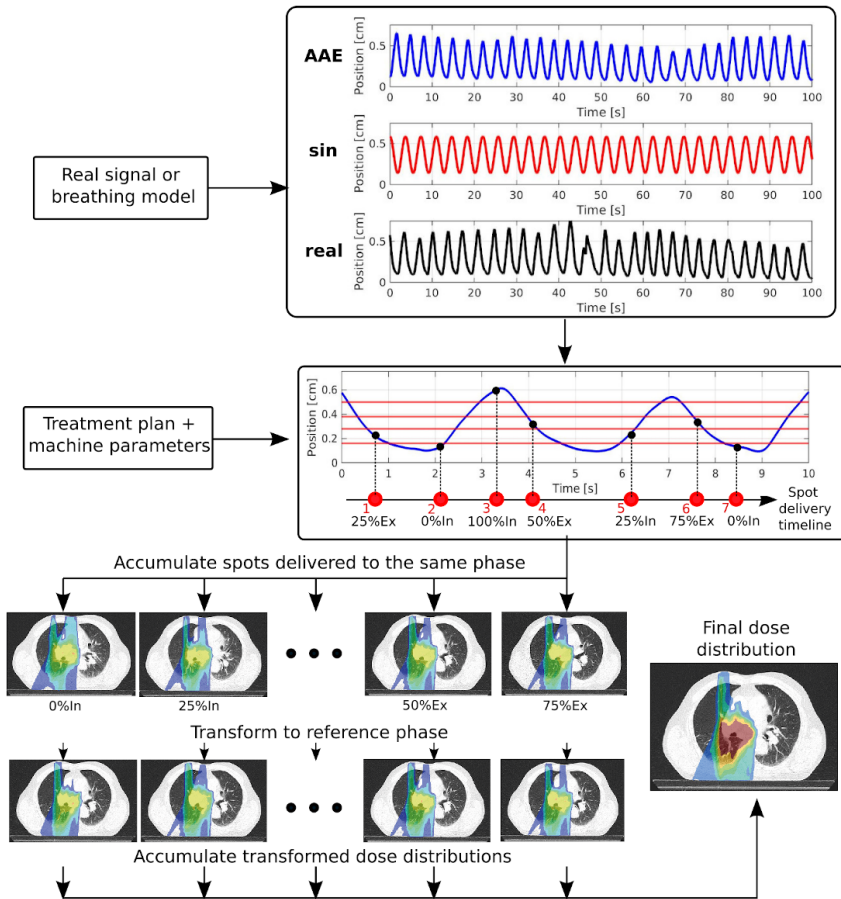 AAE
Position [cm]
0.5
0
0 10 20 30 40 50 60 70 80 90 100
Time [s]
sin
Position [cm]
0.5
0
0 10 20 30 40 50 60 70 80 90 100
Time [s]
Real signal or
breathing model
real
Position [cm]
0.5
0
0 10 20 30 40 50 60 70 80 90 100
Time [s]
Treatment plan +
machine parameters
Position [cm]
0.6
0.4
0.2
0
0 1 2 3 4 5 6 7 8 9 10
Time [s]
1 2 3 4 5 6 7
25%Ex 0%In 100%In 50%Ex 25%In 75%Ex 0%In
Spot
delivery
timeline
Accumulate spots delivered to the same phase
0%In 25%In 50%Ex 75%Ex
Transform to reference phase
Accumulate transformed dose distributions
Final dose
distribution